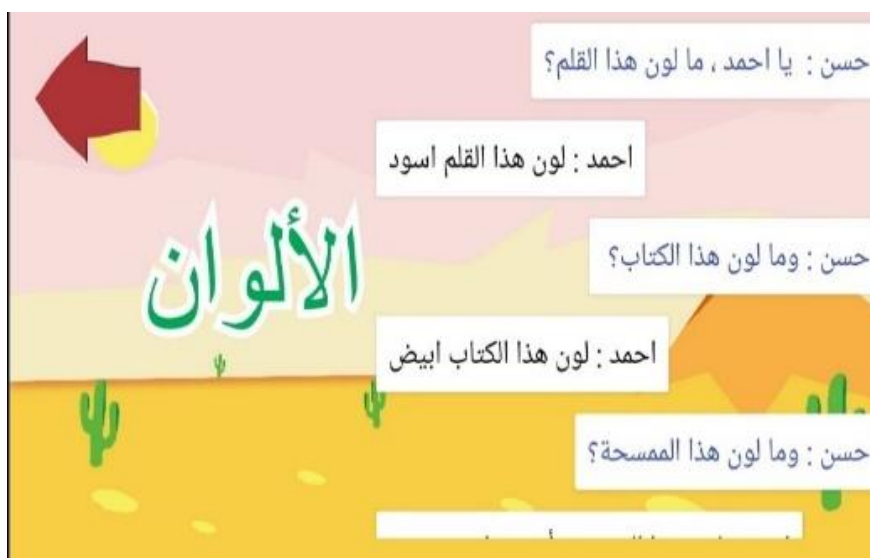 حسن : يا احمد ، ما لون هذا القلم؟
احمد : لون هذا القلم اسود
الألوان
حسن : وما لون هذا الكتاب؟
احمد : لون هذا الكتاب ابيض
حسن : وما لون هذا الممسحة؟